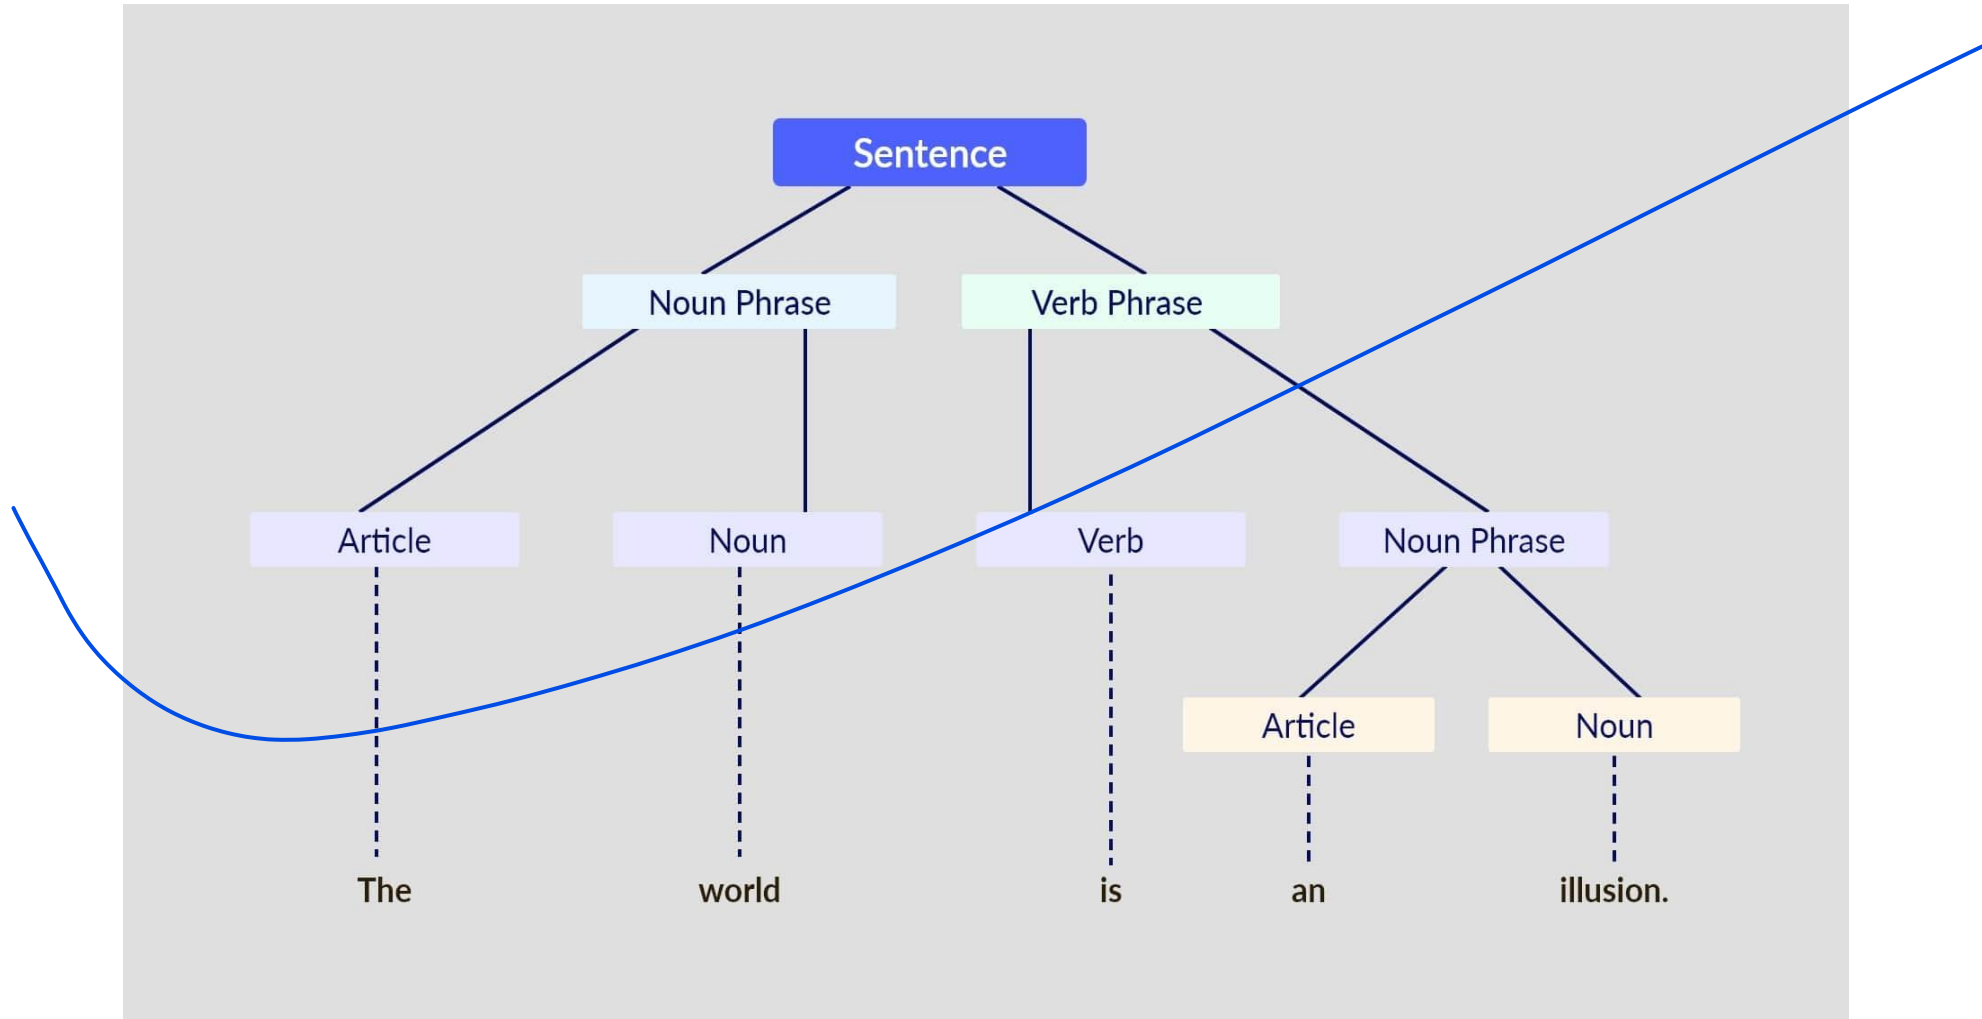 Sentence
Noun Phrase Verb Phrase
Article Noun Verb Noun Phrase
Article Noun
The world is an illusion.